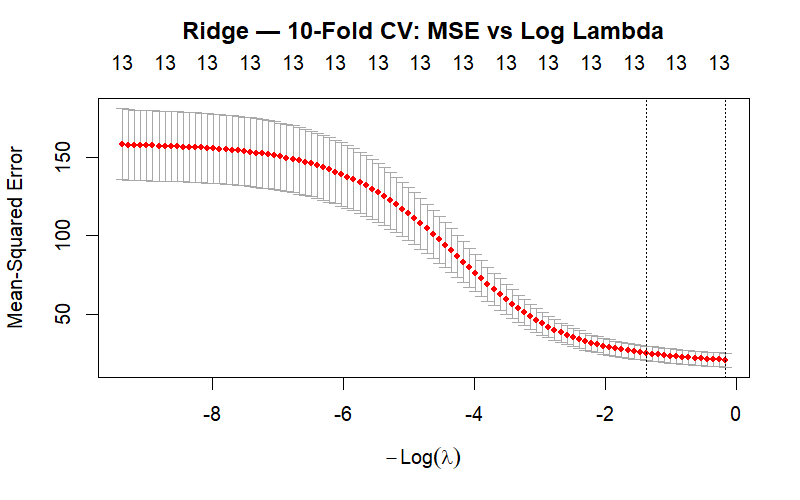 Ridge — 10-Fold CV: MSE vs Log Lambda
13 13 13 13 13 13 13 13 13 13 13 13 13 13 13
Mean-Squared Error
150
100
50
-8 -6 -4 -2 0
−Log(λ)